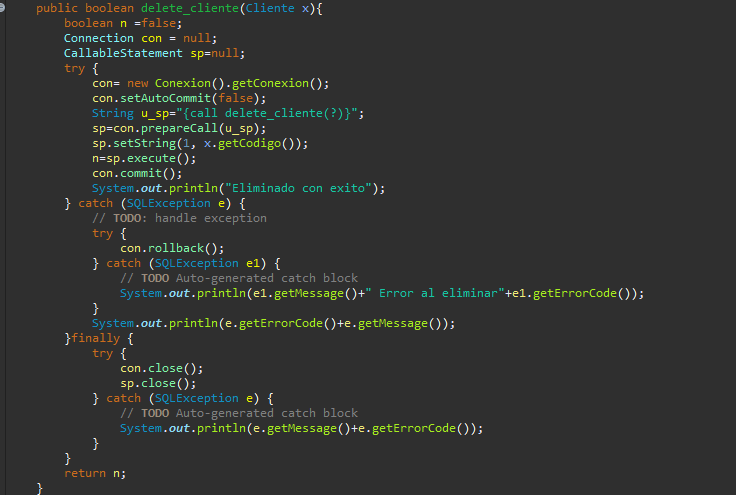 public boolean delete_cliente(Cliente x){
boolean n =false;
Connection con = null;
CallableStatement sp=null;
try {
con= new Conexion().getConexion();
con.setAutoCommit(false);
String u_sp="{call delete_cliente(?)}";
sp=con.prepareCall(u_sp);
sp.setString(1, x.getCodigo());
n=sp.execute();
con.commit();
System.out.println("Eliminado con exito");
} catch (SQLException e) {
// TODO: handle exception
try {
con.rollback();
} catch (SQLException e1) {
// TODO Auto-generated catch block
System.out.println(e1.getMessage()+" Error al eliminar"+e1.getErrorCode());
}
System.out.println(e.getErrorCode()+e.getMessage());
}finally {
try {
con.close();
sp.close();
} catch (SQLException e) {
// TODO Auto-generated catch block
System.out.println(e.getMessage()+e.getErrorCode());
}
}
return n;
}